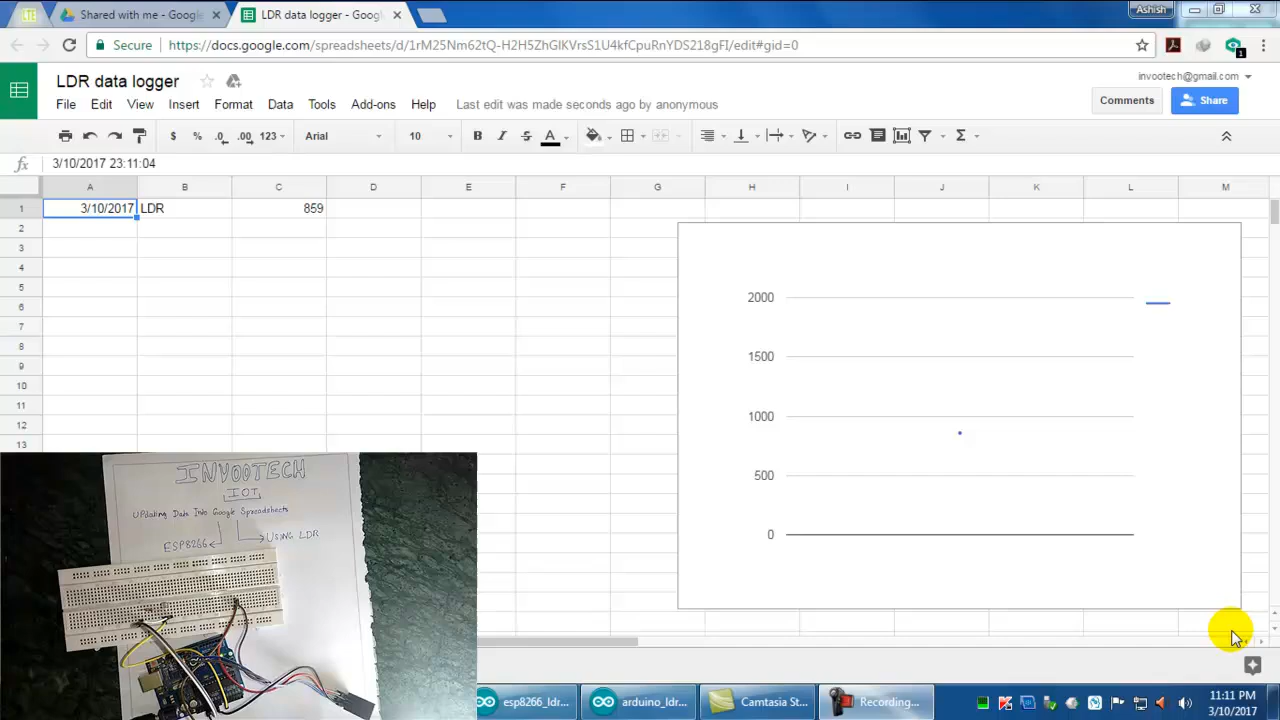 Shared with me - Google
LDR data logger - Goog
Ashish
Secure
https://docs.google.com/spreadsheets/d/1rM25Nm62tQ-H2H5ZhGIKVrsS1U4kfCpuRnYDS218gFI/edit#gid=0
LDR data logger
invootech@gmail.com
File Edit View Insert Format Data Tools Add-ons Help
Last edit was made seconds ago by anonymous
Comments
Share
$ % .0 .00 123 Arial 10 B I S A Σ
fx 3/10/2017 23:11:04
A B C D E F G H I J K L M
1 3/10/2017 LDR 859
2
3
4
5
6
7
8
9
10
11
12
13
2000
1500
1000
500
0
INVOOTECH
IOT
Updating Data Into Google Spreadsheets
ESP8266
Using LDR
esp8266_ldr...
arduino_ldr...
Camtasia St...
Recording...
11:11 PM
3/10/2017